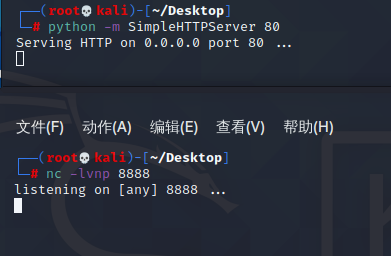 (root💀kali)-[~/Desktop]
# python -m SimpleHTTPServer 80
Serving HTTP on 0.0.0.0 port 80 ...
文件(F) 动作(A) 编辑(E) 查看(V) 帮助(H)
(root💀kali)-[~/Desktop]
# nc -lvnp 8888
listening on [any] 8888 ...